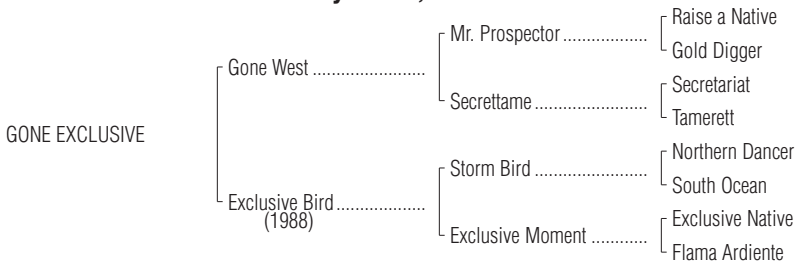 Raise a Native
Mr. Prospector ...................
Gold Digger
Gone West .........................
Secretariat
Secrettame .........................
Tamerett
GONE EXCLUSIVE
Northern Dancer
Storm Bird .........................
South Ocean
Exclusive Bird ....................
(1988)
Exclusive Native
Exclusive Moment ............
Flama Ardiente